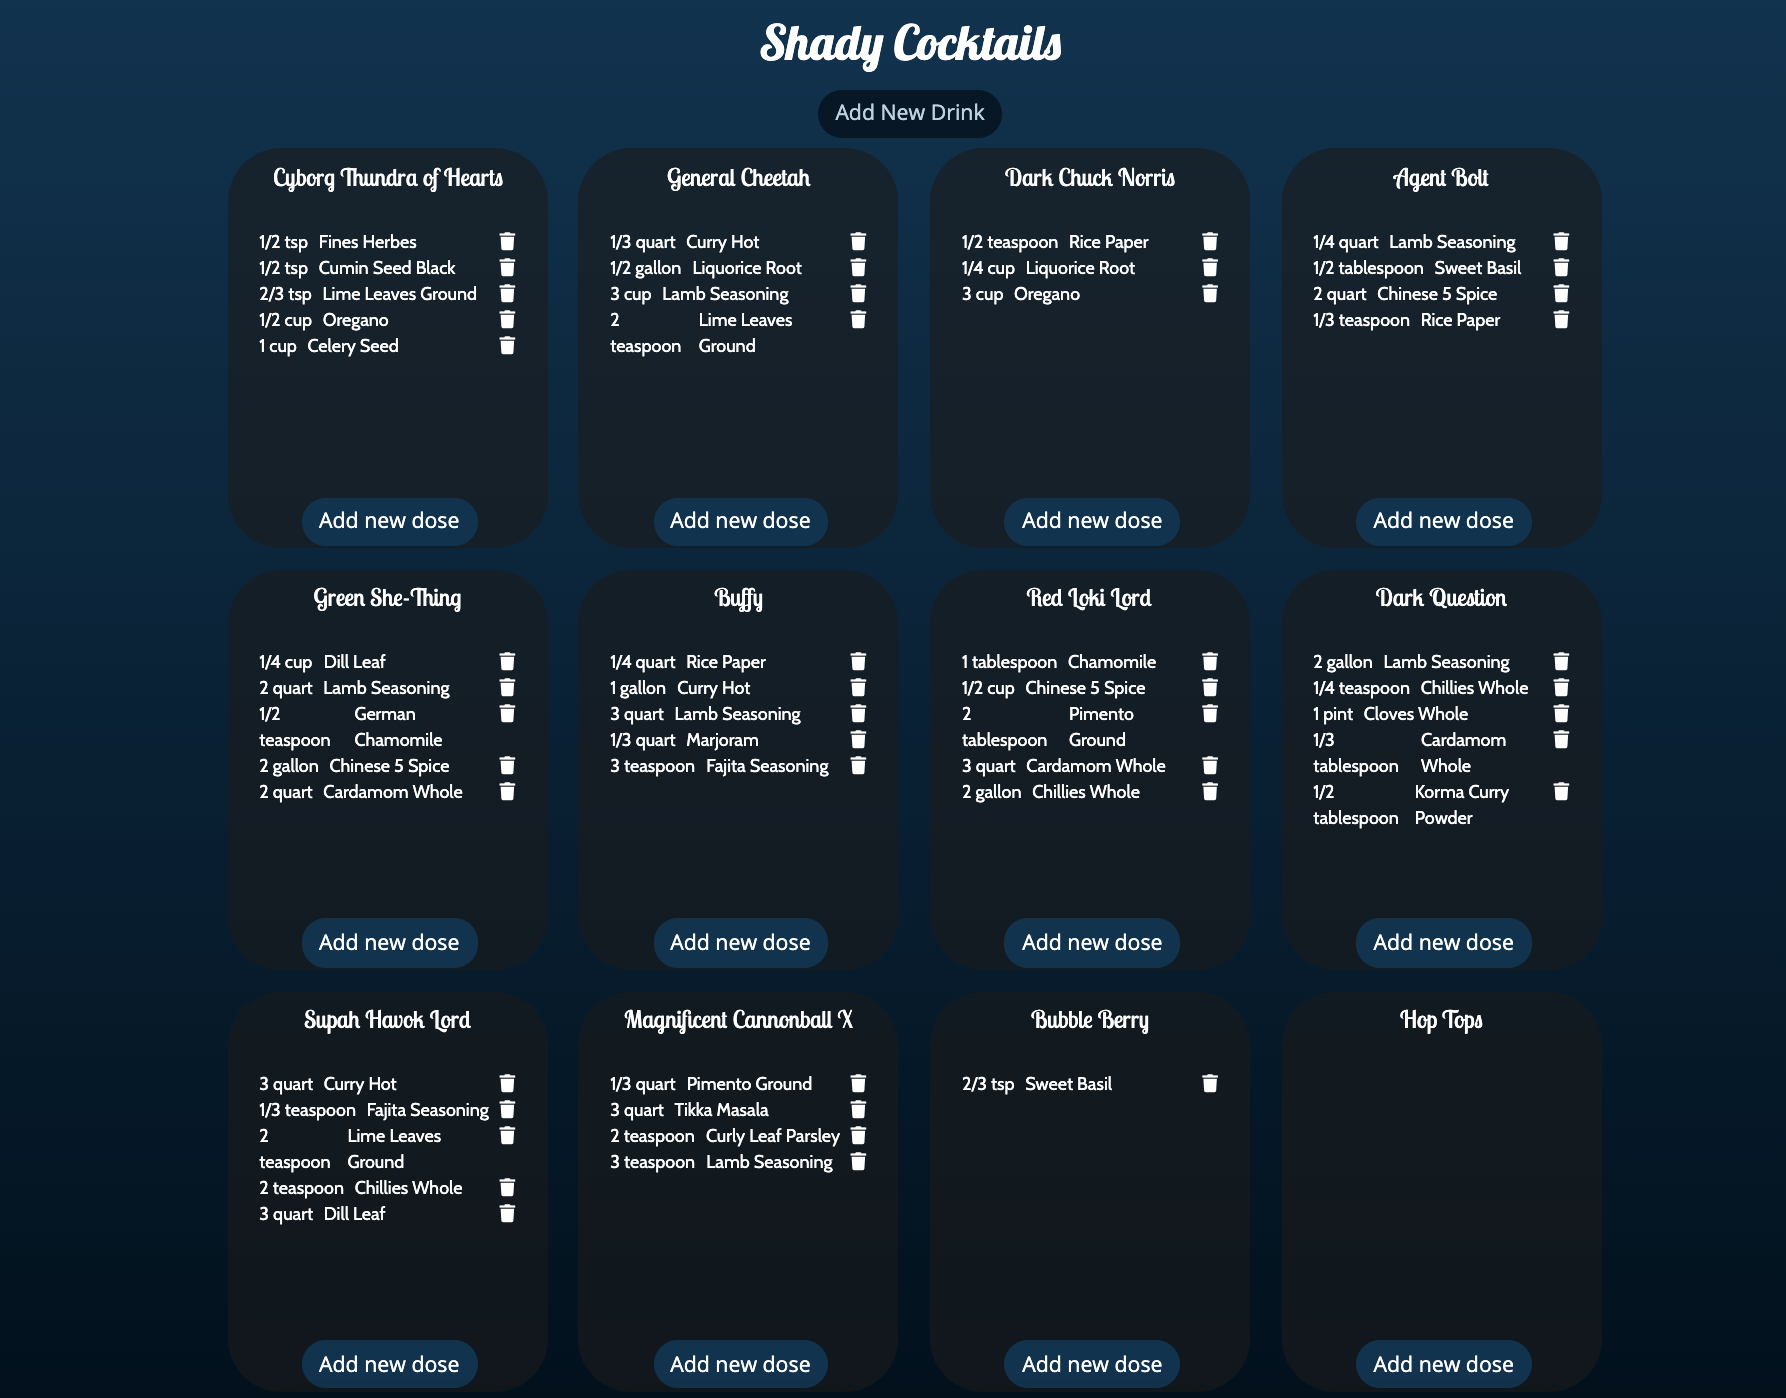 Shady Cocktails
Add New Drink
Cyborg Thundra of Hearts
1/2 tsp Fines Herbes
1/2 tsp Cumin Seed Black
2/3 tsp Lime Leaves Ground
1/2 cup Oregano
1 cup Celery Seed
Add new dose
General Cheetah
1/3 quart Curry Hot
1/2 gallon Liquorice Root
3 cup Lamb Seasoning
2 Lime Leaves
teaspoon Ground
Add new dose
Dark Chuck Norris
1/2 teaspoon Rice Paper
1/4 cup Liquorice Root
3 cup Oregano
Add new dose
Agent Bolt
1/4 quart Lamb Seasoning
1/2 tablespoon Sweet Basil
2 quart Chinese 5 Spice
1/3 teaspoon Rice Paper
Add new dose
Green She-Thing
1/4 cup Dill Leaf
2 quart Lamb Seasoning
1/2 German
teaspoon Chamomile
2 gallon Chinese 5 Spice
2 quart Cardamom Whole
Add new dose
Buffy
1/4 quart Rice Paper
1 gallon Curry Hot
3 quart Lamb Seasoning
1/3 quart Marjoram
3 teaspoon Fajita Seasoning
Add new dose
Red Loki Lord
1 tablespoon Chamomile
1/2 cup Chinese 5 Spice
2 Pimento
tablespoon Ground
3 quart Cardamom Whole
2 gallon Chillies Whole
Add new dose
Dark Question
2 gallon Lamb Seasoning
1/4 teaspoon Chillies Whole
1 pint Cloves Whole
1/3 Cardamom
tablespoon Whole
1/2 Korma Curry
tablespoon Powder
Add new dose
Supah Havok Lord
3 quart Curry Hot
1/3 teaspoon Fajita Seasoning
2 Lime Leaves
teaspoon Ground
2 teaspoon Chillies Whole
3 quart Dill Leaf
Add new dose
Magnificent Cannonball X
1/3 quart Pimento Ground
3 quart Tikka Masala
2 teaspoon Curly Leaf Parsley
3 teaspoon Lamb Seasoning
Add new dose
Bubble Berry
2/3 tsp Sweet Basil
Add new dose
Hop Tops
Add new dose